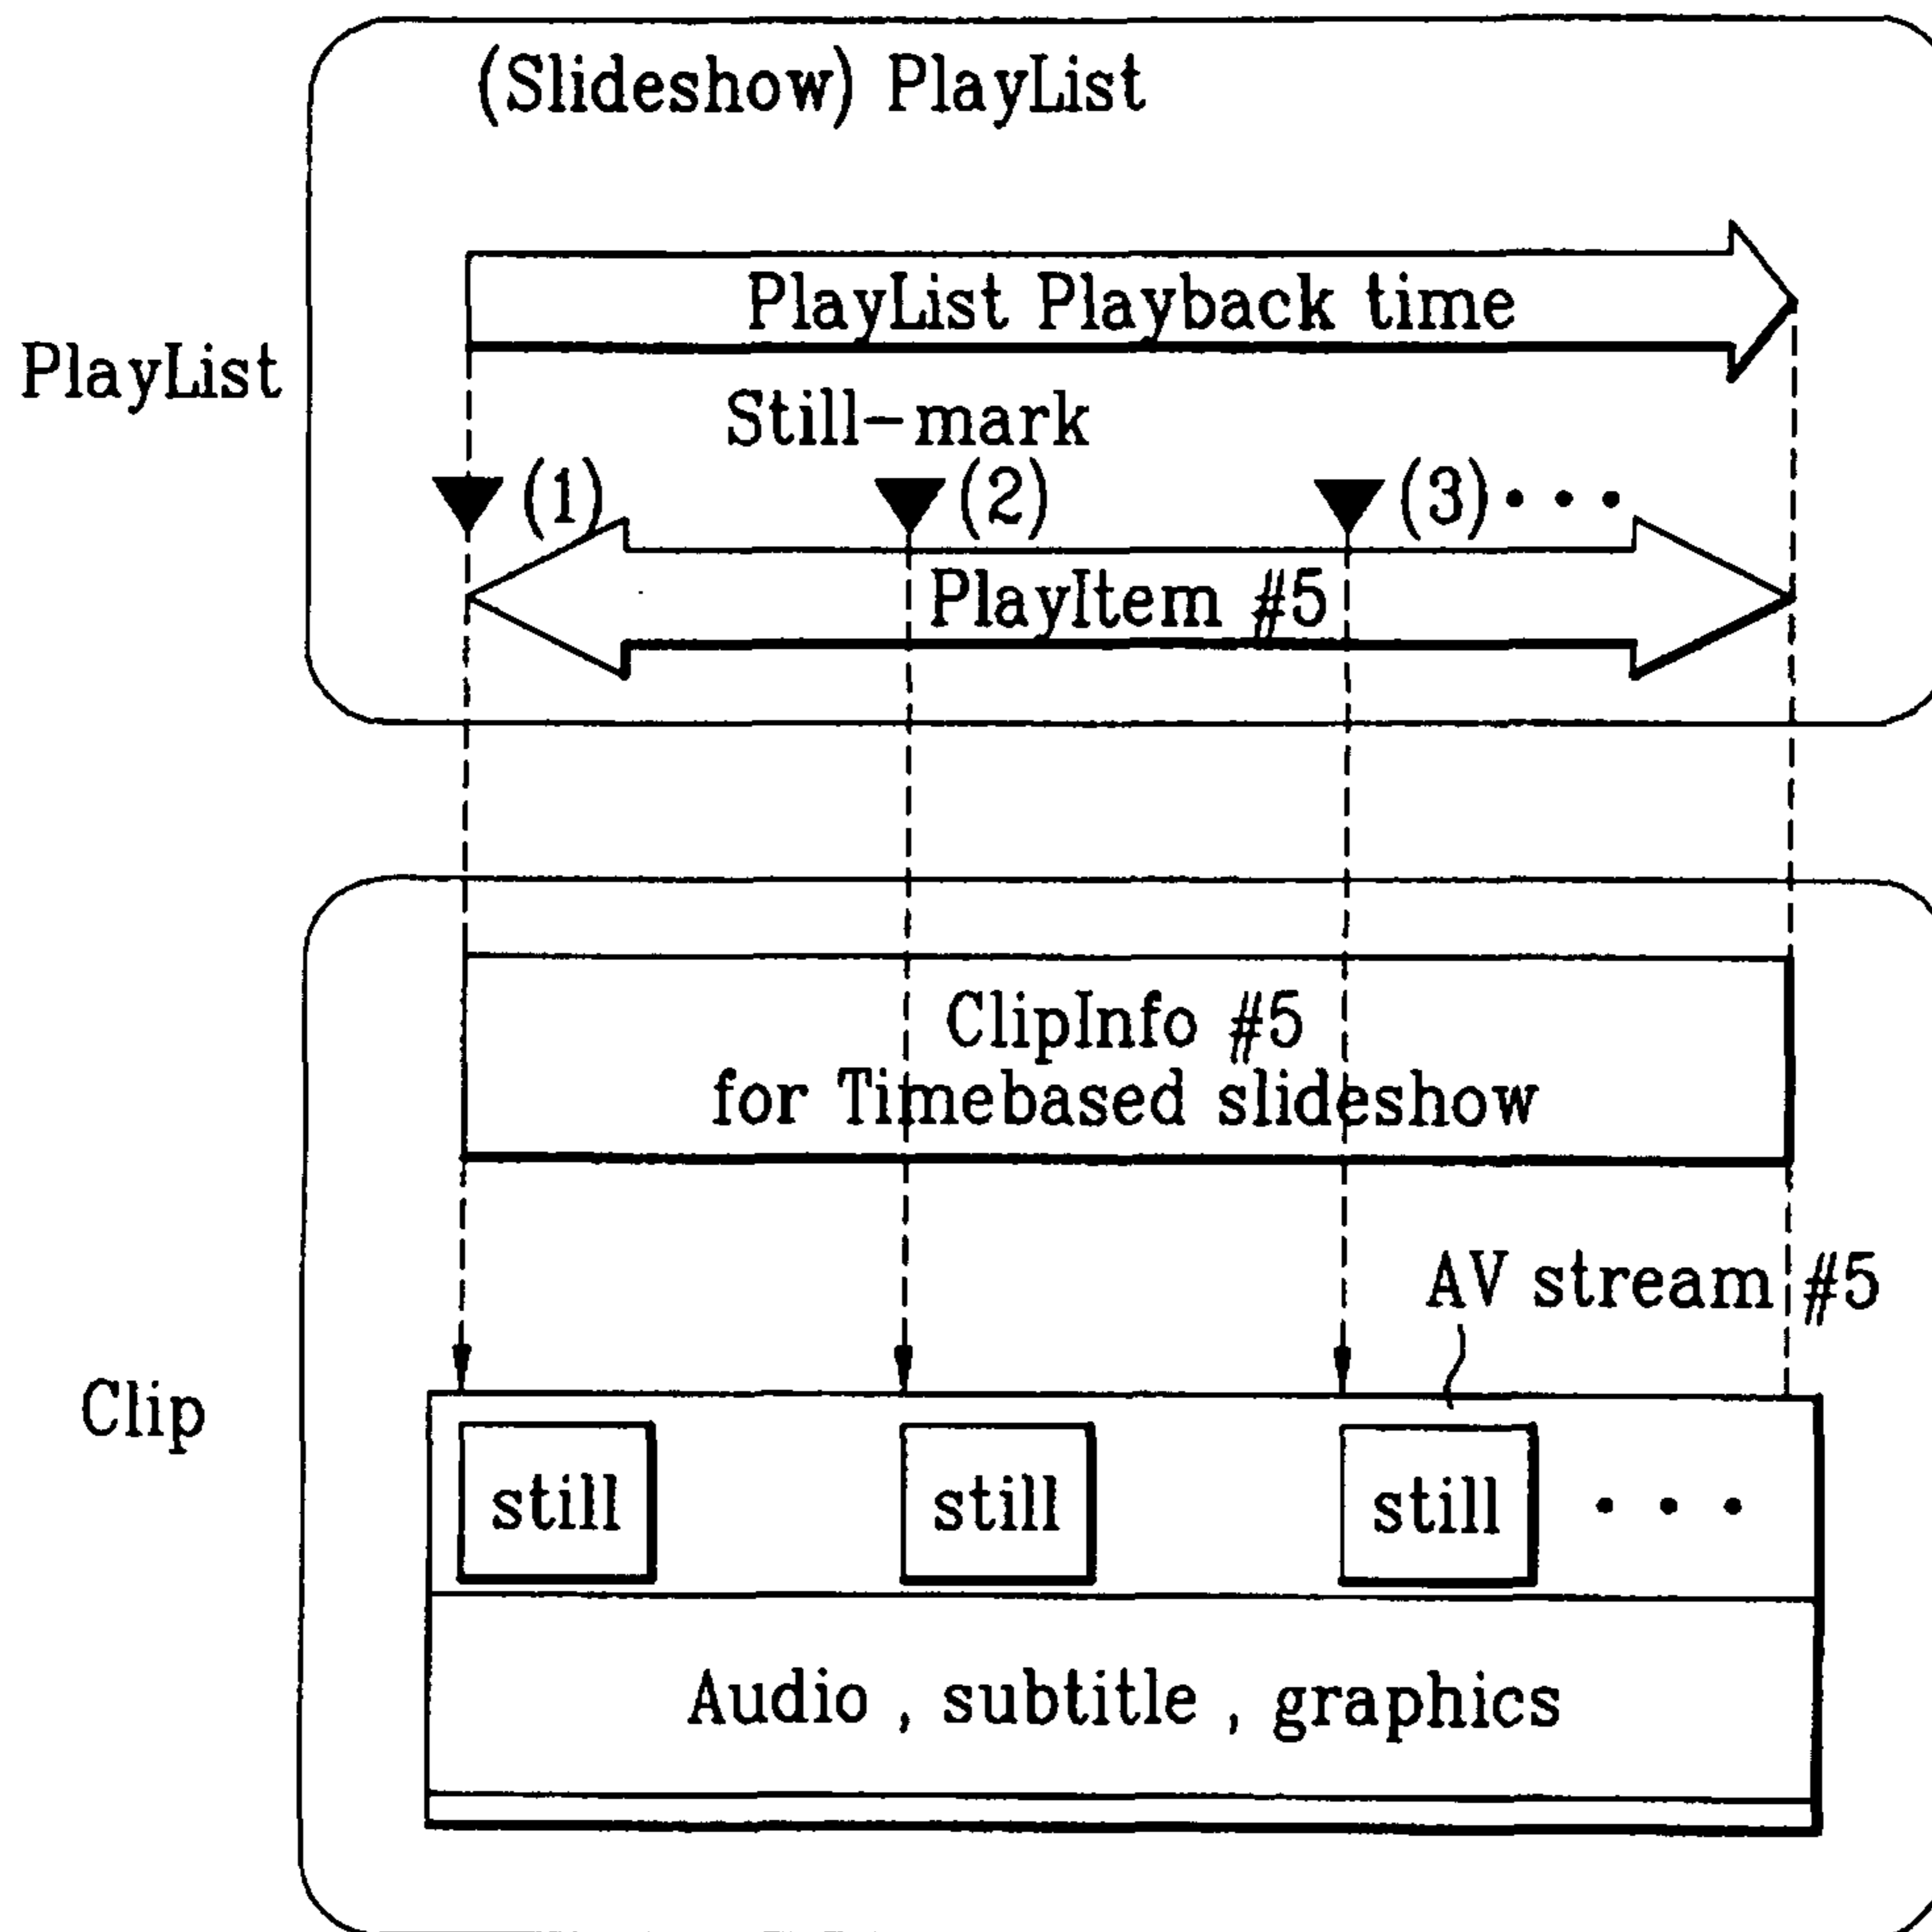 (Slideshow) PlayList
PlayList Playback time
PlayList
Still-mark
(1) (2) (3)...
PlayItem #5
ClipInfo #5
for Timebased slideshow
AV stream #5
Clip
still still still ...
Audio , subtitle , graphics